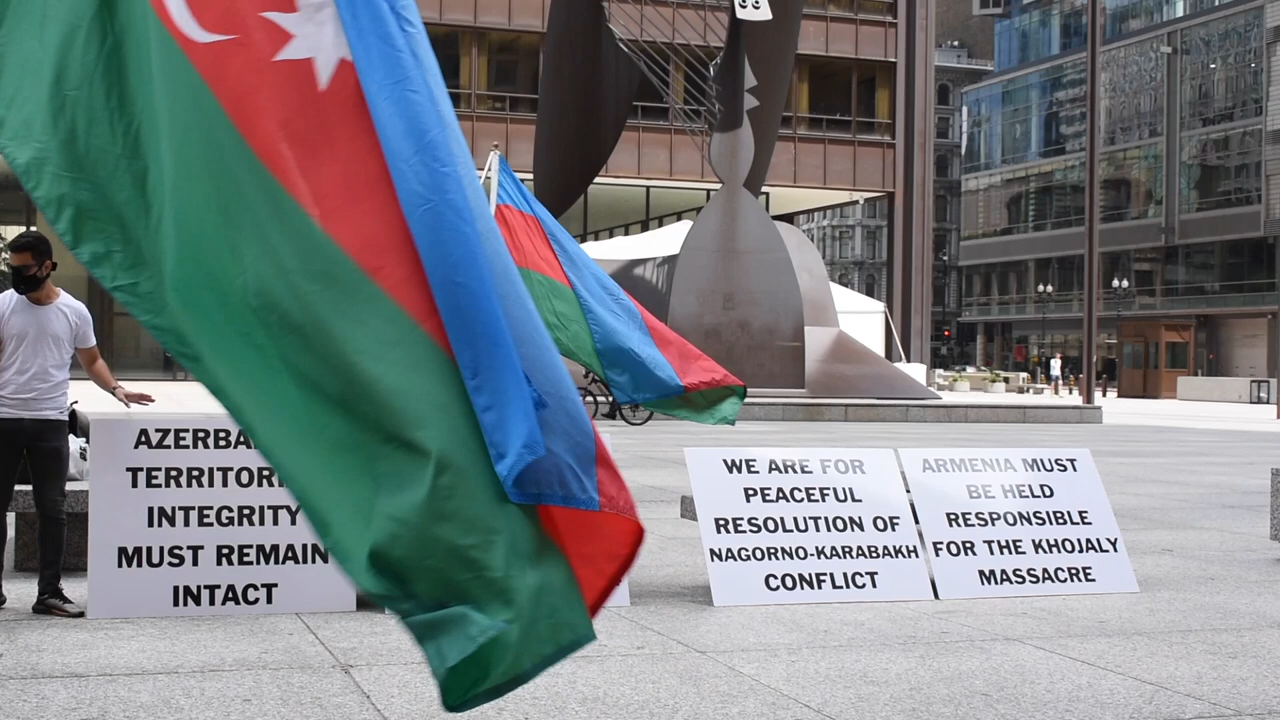 AZERBA
TERRITOR
INTEGRITY
MUST REMAIN
INTACT
WE ARE FOR
PEACEFUL
RESOLUTION OF
NAGORNO-KARABAKH
CONFLICT
ARMENIA MUST
BE HELD
RESPONSIBLE
FOR THE KHOJALY
MASSACRE